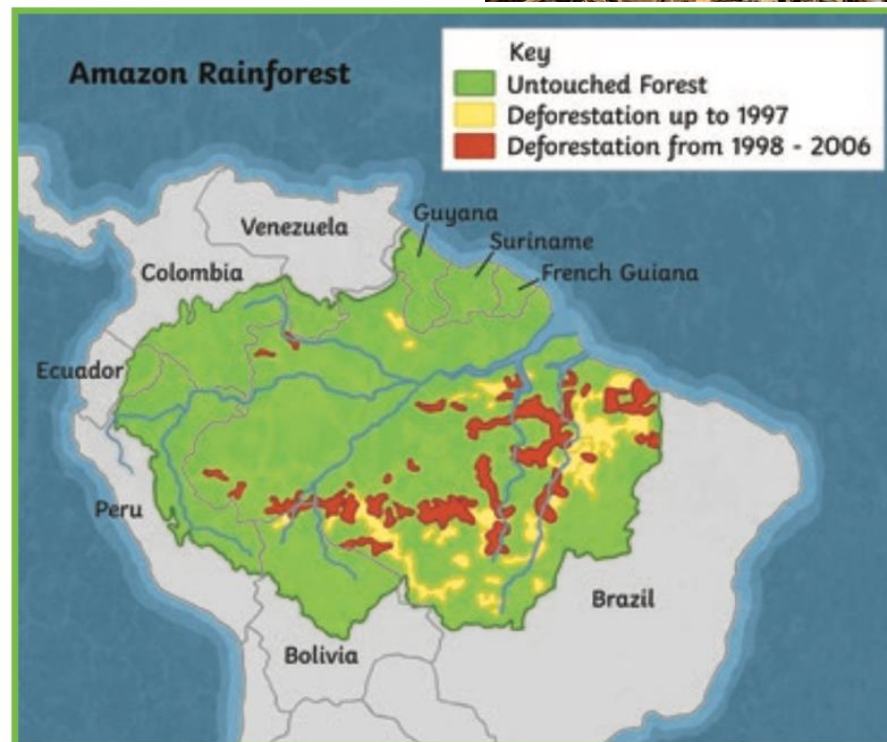 Amazon Rainforest
Key
Untouched Forest
Deforestation up to 1997
Deforestation from 1998 - 2006
Guyana
Venezuela
Suriname
Colombia
French Guiana
Ecuador
Peru
Brazil
Bolivia